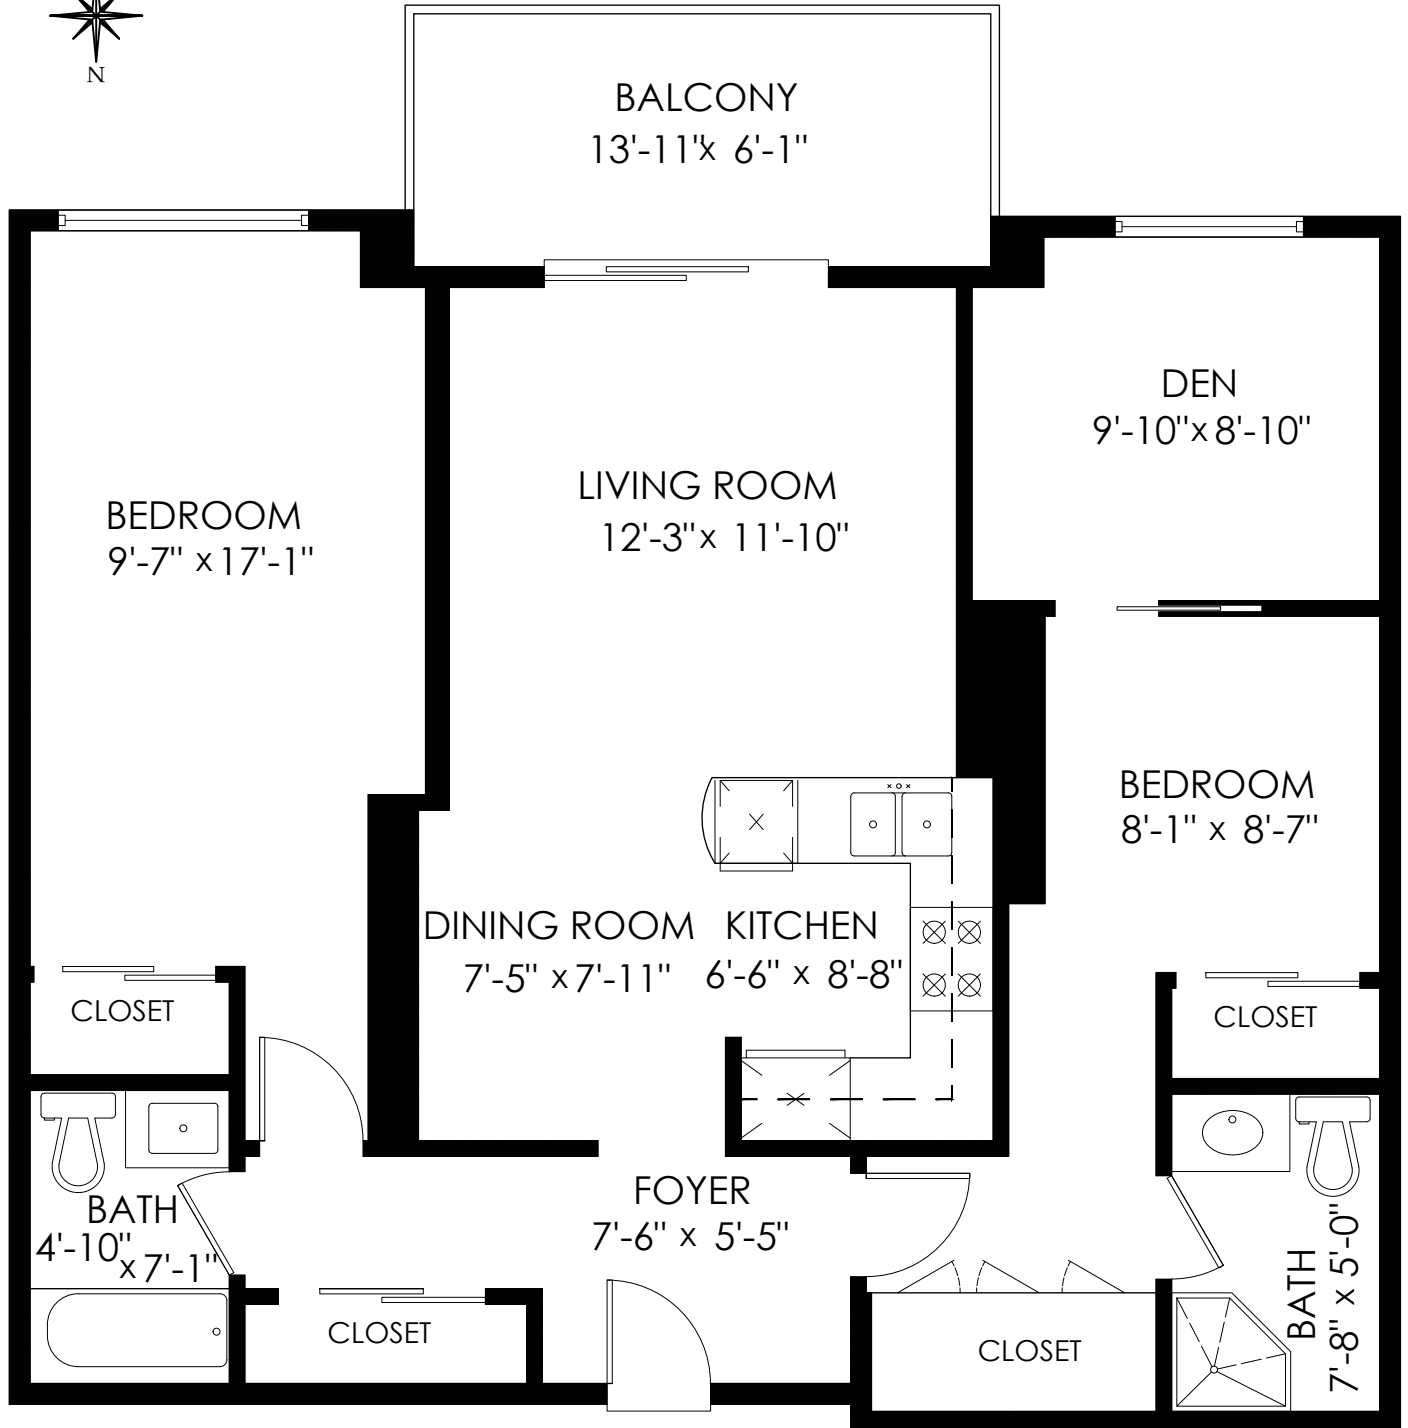 N
BALCONY
13'-11"x 6'-1"
DEN
9'-10"x 8'-10"
LIVING ROOM
12'-3"x 11'-10"
BEDROOM
9'-7" x 17'-1"
BEDROOM
8'-1" x 8'-7"
DINING ROOM
7'-5" x 7'-11"
KITCHEN
6'-6" x 8'-8"
CLOSET
CLOSET
FOYER
7'-6" x 5'-5"
BATH
4'-10"
x 7'-1"
BATH
7'-8" x 5'-0"
CLOSET
CLOSET